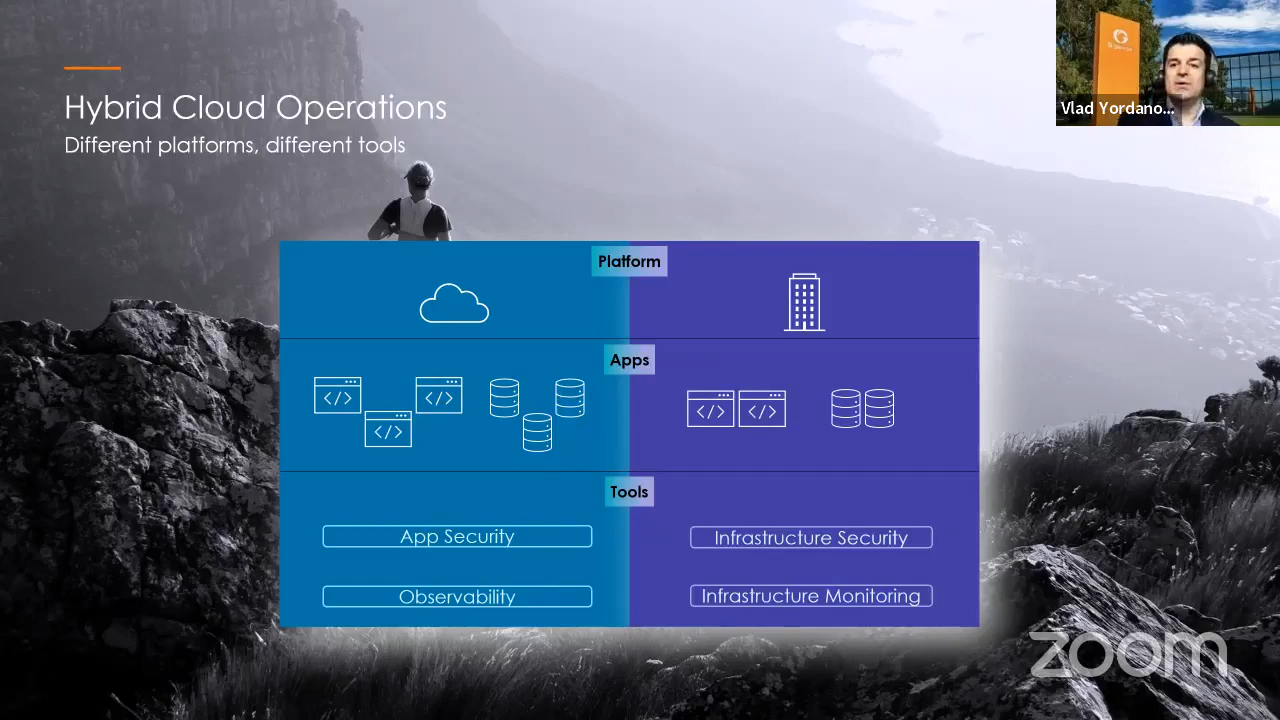 Hybrid Cloud Operations
Different platforms, different tools
Vlad Yordano...
Platform
Apps
</>
</>
</>
</>
</>
Tools
App Security
Infrastructure Security
Observability
Infrastructure Monitoring
zoom